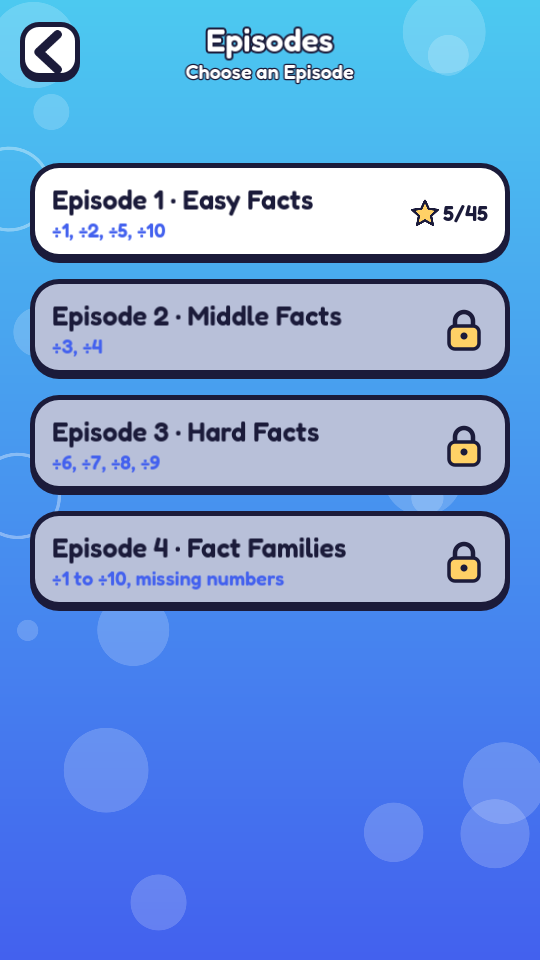 Episodes
Choose an Episode
Episode 1 · Easy Facts
÷1, ÷2, ÷5, ÷10
5/45
Episode 2 · Middle Facts
÷3, ÷4
Episode 3 · Hard Facts
÷6, ÷7, ÷8, ÷9
Episode 4 · Fact Families
÷1 to ÷10, missing numbers